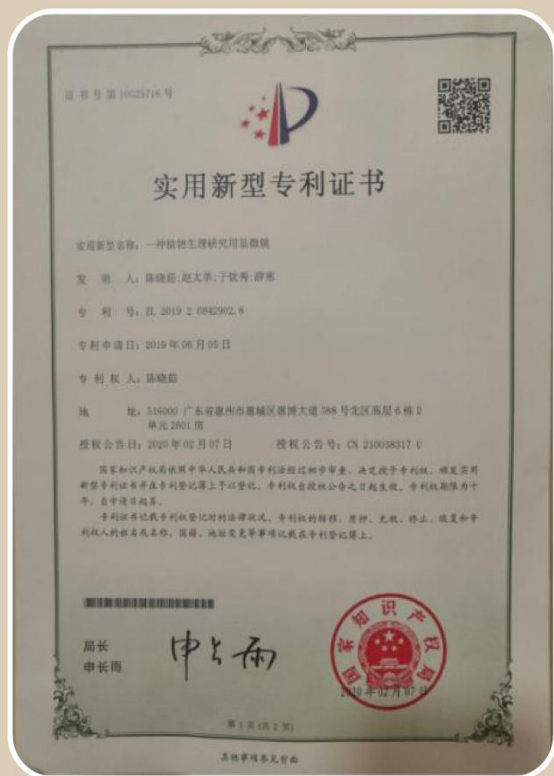 证书号第10025716号
实用新型专利证书
实用新型名称：一种植物生理研究用显微镜
发 明 人：陈晓茹;赵太革;于钦秀;薛寒
专 利 号：ZL 2019 2 0842902.8
专利申请日：2019年06月05日
专 利 权 人：陈晓茹
地 址：516000 广东省惠州市惠城区惠博大道388号北区高层6栋2
单元2601房
授权公告日：2020年02月07日 授权公告号：CN 210038317 U
国家知识产权局依照中华人民共和国专利法经过初步审查，决定授予专利权，颁发实用
新型专利证书并在专利登记簿上予以登记。专利权自授权公告之日起生效。专利权期限为十
年，自申请日起算。
专利证书记载专利权登记时的法律状况。专利权的转移、质押、无效、终止、恢复和专
利权人的姓名或名称、国籍、地址变更等事项记载在专利登记簿上。
局长
申长雨
申长雨
国家知识产权局
2020年02月07日
第1页(共2页)
其他事项参见背面